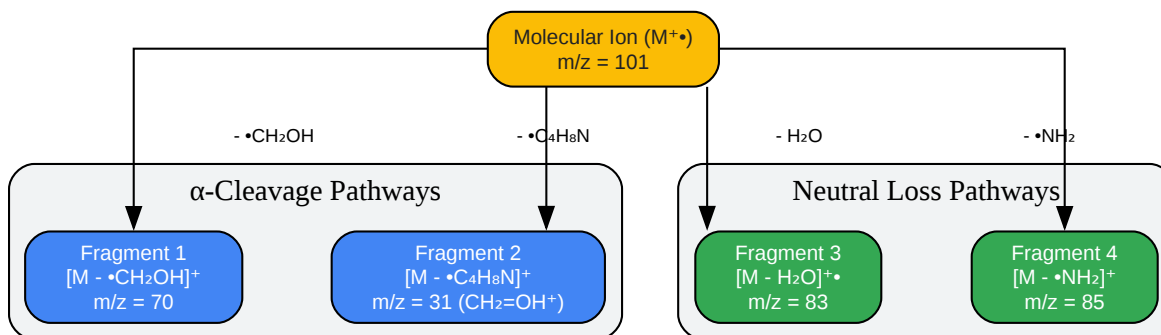 Molecular Ion (M⁺•)
m/z = 101
- •CH₂OH
- •C₄H₈N
- H₂O
- •NH₂
α-Cleavage Pathways
Neutral Loss Pathways
Fragment 1
[M - •CH₂OH]⁺
m/z = 70
Fragment 2
[M - •C₄H₈N]⁺
m/z = 31 (CH₂=OH⁺)
Fragment 3
[M - H₂O]⁺•
m/z = 83
Fragment 4
[M - •NH₂]⁺
m/z = 85